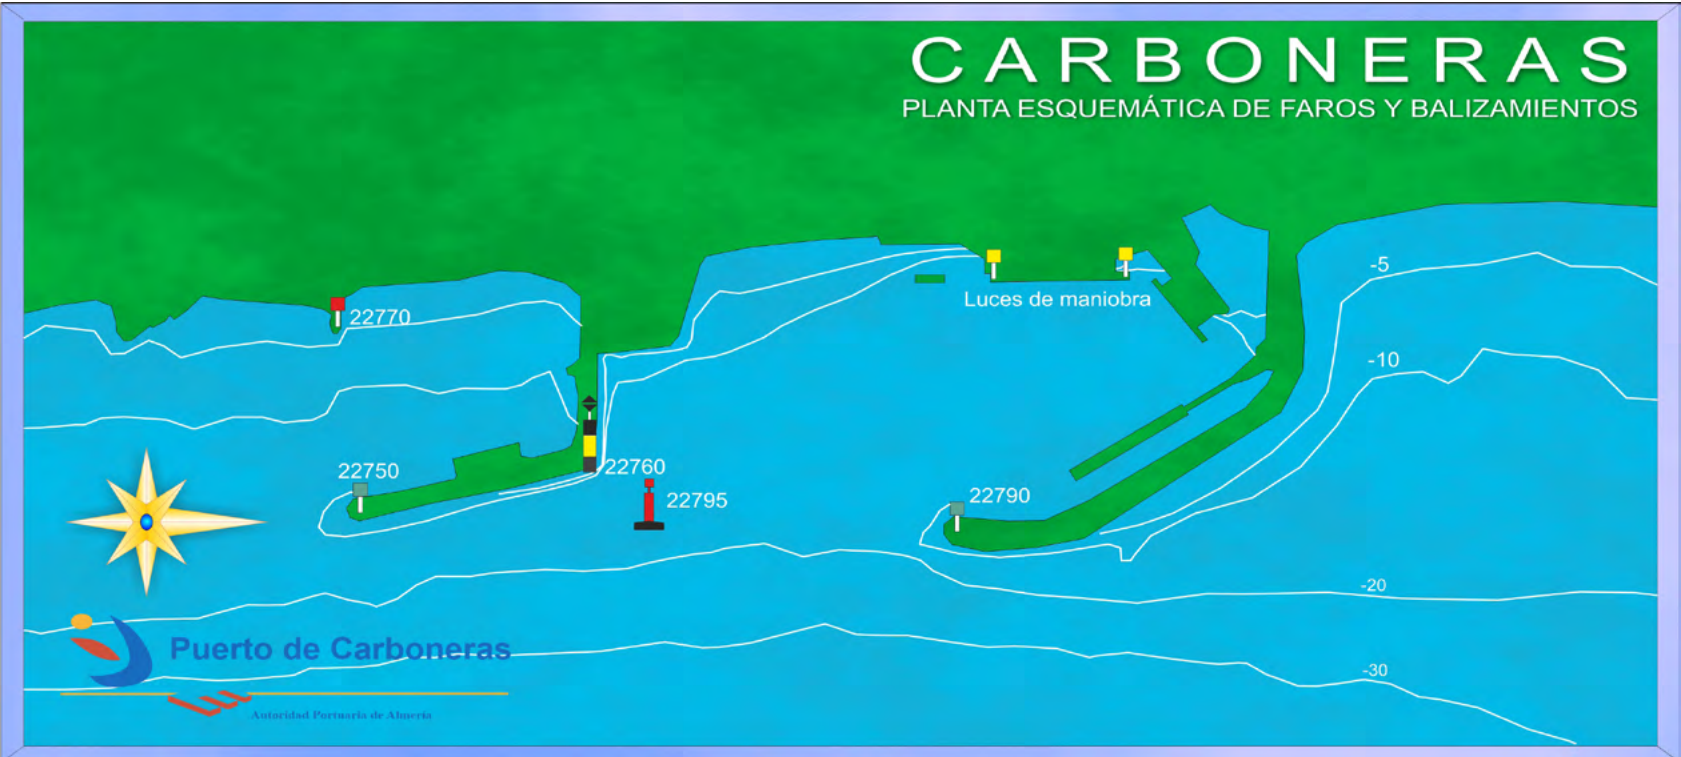 CARBONERAS
PLANTA ESQUEMÁTICA DE FAROS Y BALIZAMIENTOS
-5
Luces de maniobra
22770
-10
22750
22760
22795
22790
-20
Puerto de Carboneras
-30
Autoridad Portuaria de Almería